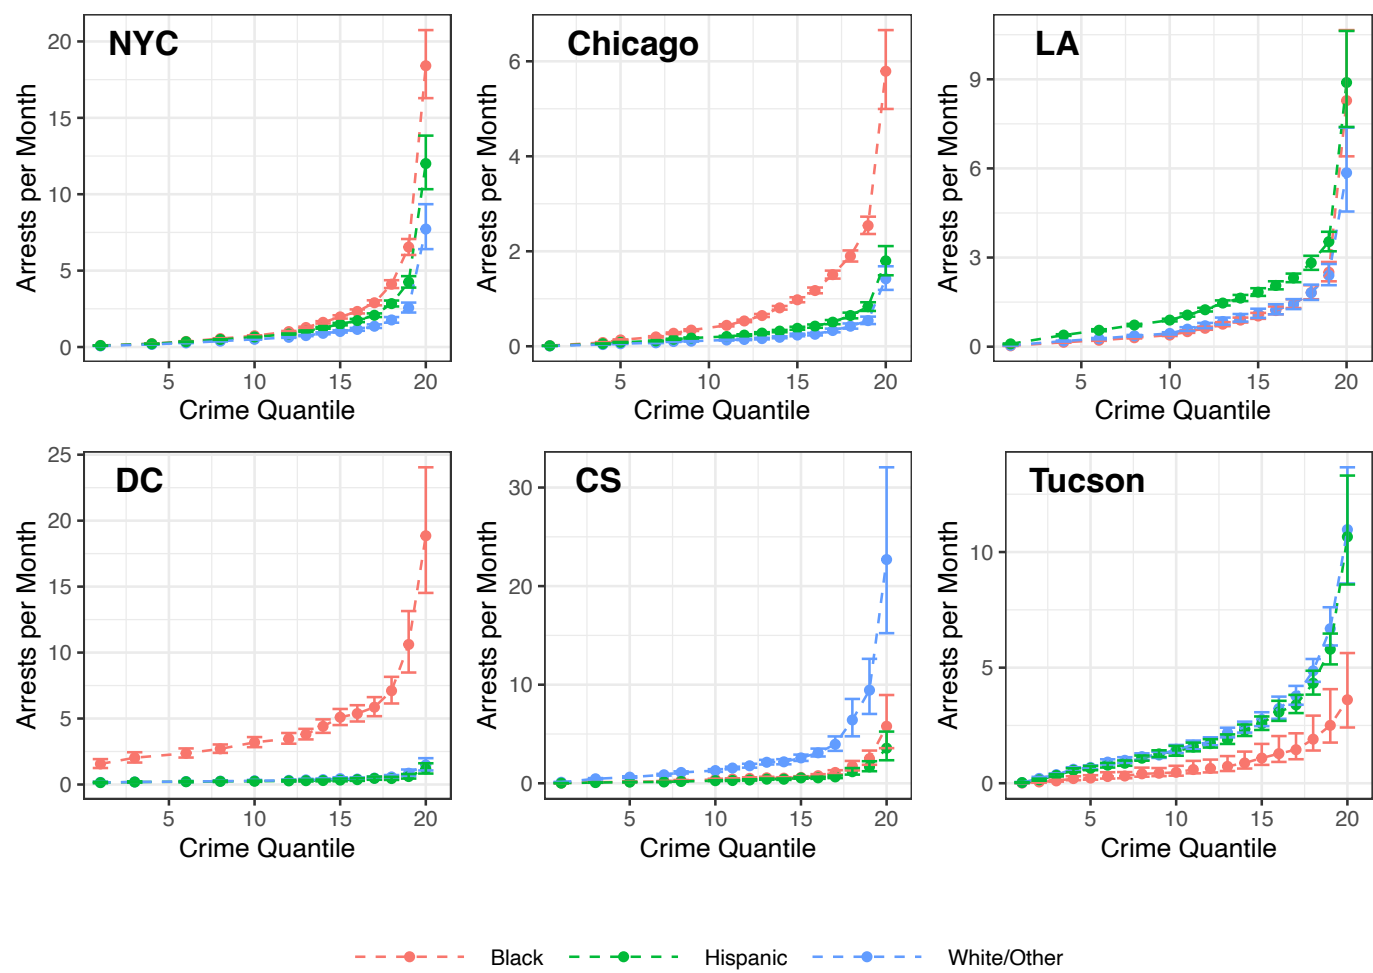 NYC
Arrests per Month
20
15
10
5
0
5 10 15 20
Crime Quantile
Chicago
Arrests per Month
6
4
2
0
5 10 15 20
Crime Quantile
LA
Arrests per Month
9
6
3
0
5 10 15 20
Crime Quantile
DC
Arrests per Month
25
20
15
10
5
0
5 10 15 20
Crime Quantile
CS
Arrests per Month
30
20
10
0
5 10 15 20
Crime Quantile
Tucson
Arrests per Month
10
5
0
5 10 15 20
Crime Quantile
Black Hispanic White/Other